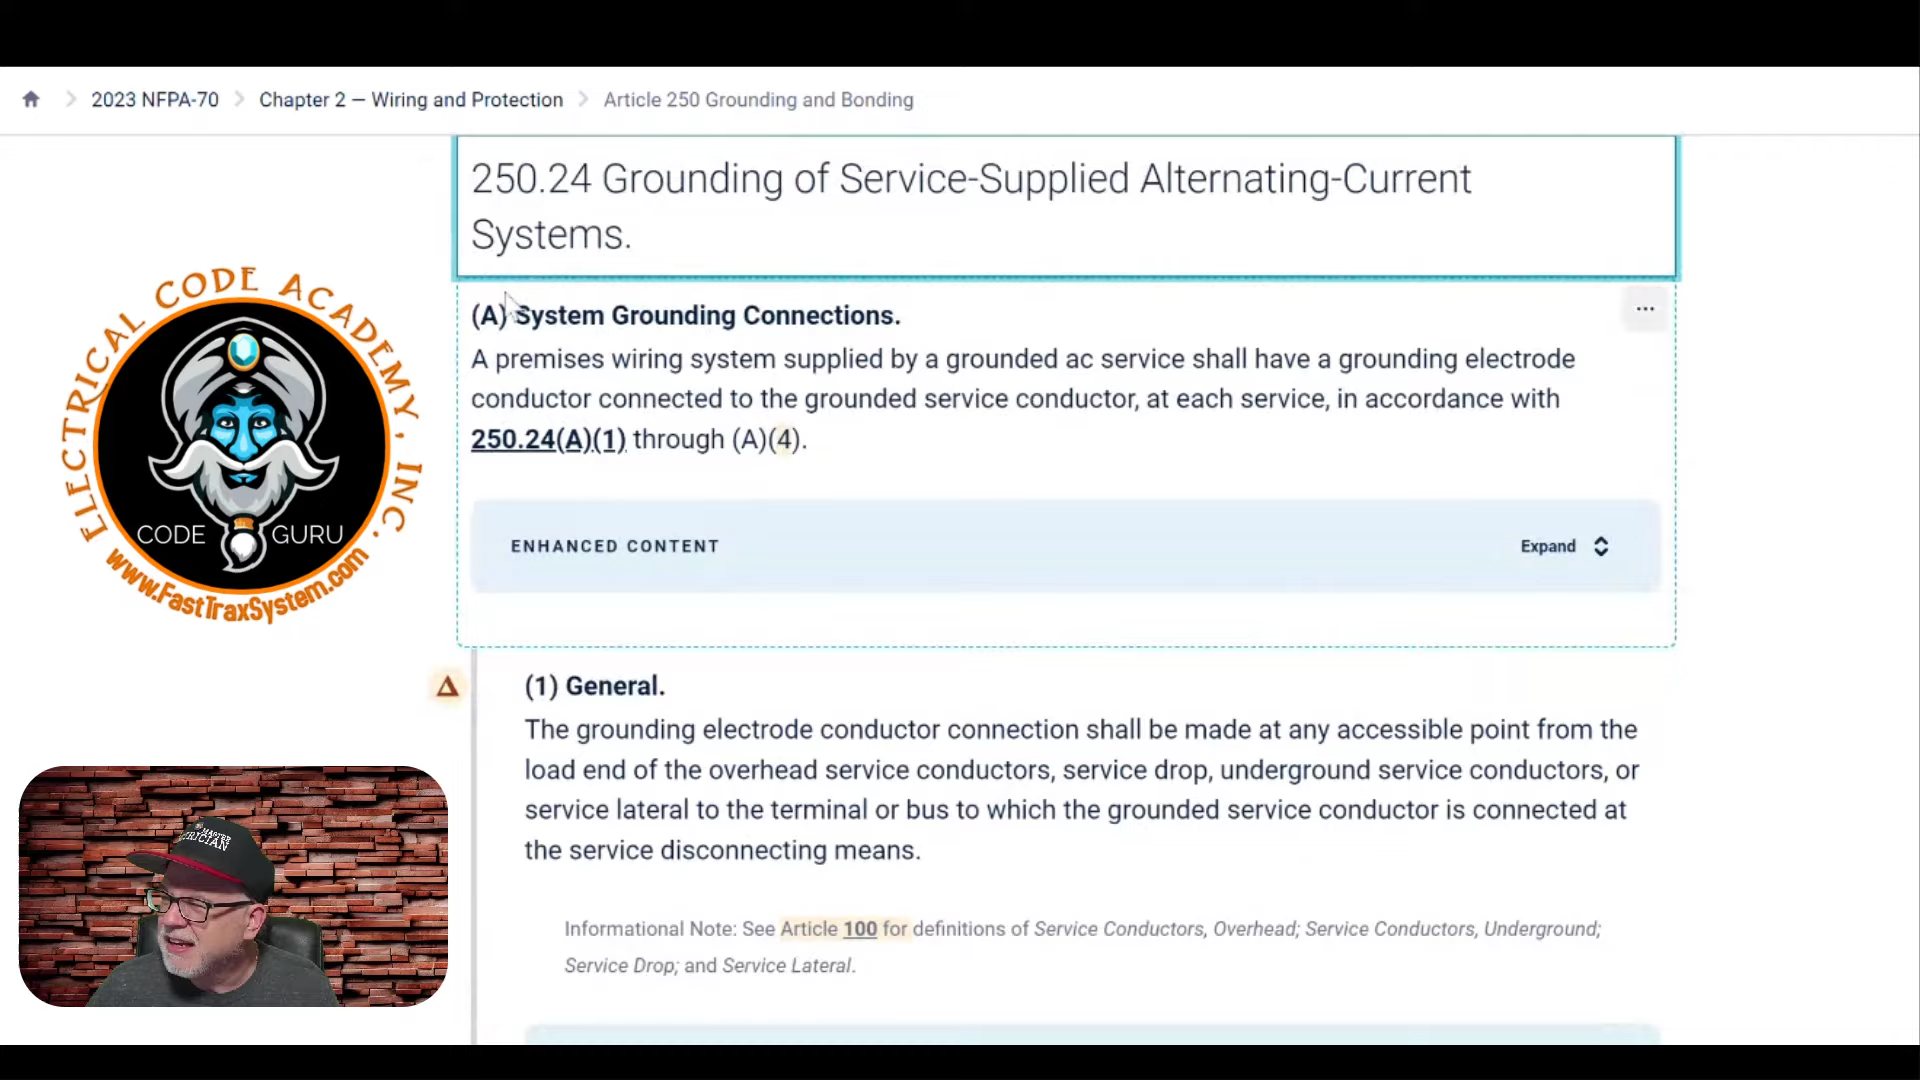 2023 NFPA-70 Chapter 2 – Wiring and Protection Article 250 Grounding and Bonding
250.24 Grounding of Service-Supplied Alternating-Current
Systems.
(A) System Grounding Connections.
...
A premises wiring system supplied by a grounded ac service shall have a grounding electrode
conductor connected to the grounded service conductor, at each service, in accordance with
250.24(A)(1) through (A)(4).
ENHANCED CONTENT Expand
(1) General.
Δ
The grounding electrode conductor connection shall be made at any accessible point from the
load end of the overhead service conductors, service drop, underground service conductors, or
service lateral to the terminal or bus to which the grounded service conductor is connected at
the service disconnecting means.
Informational Note: See Article 100 for definitions of Service Conductors, Overhead; Service Conductors, Underground;
Service Drop; and Service Lateral.
ELECTRICAL CODE ACADEMY, INC.
CODE GURU
www.FastTraxSystem.com
MASTER